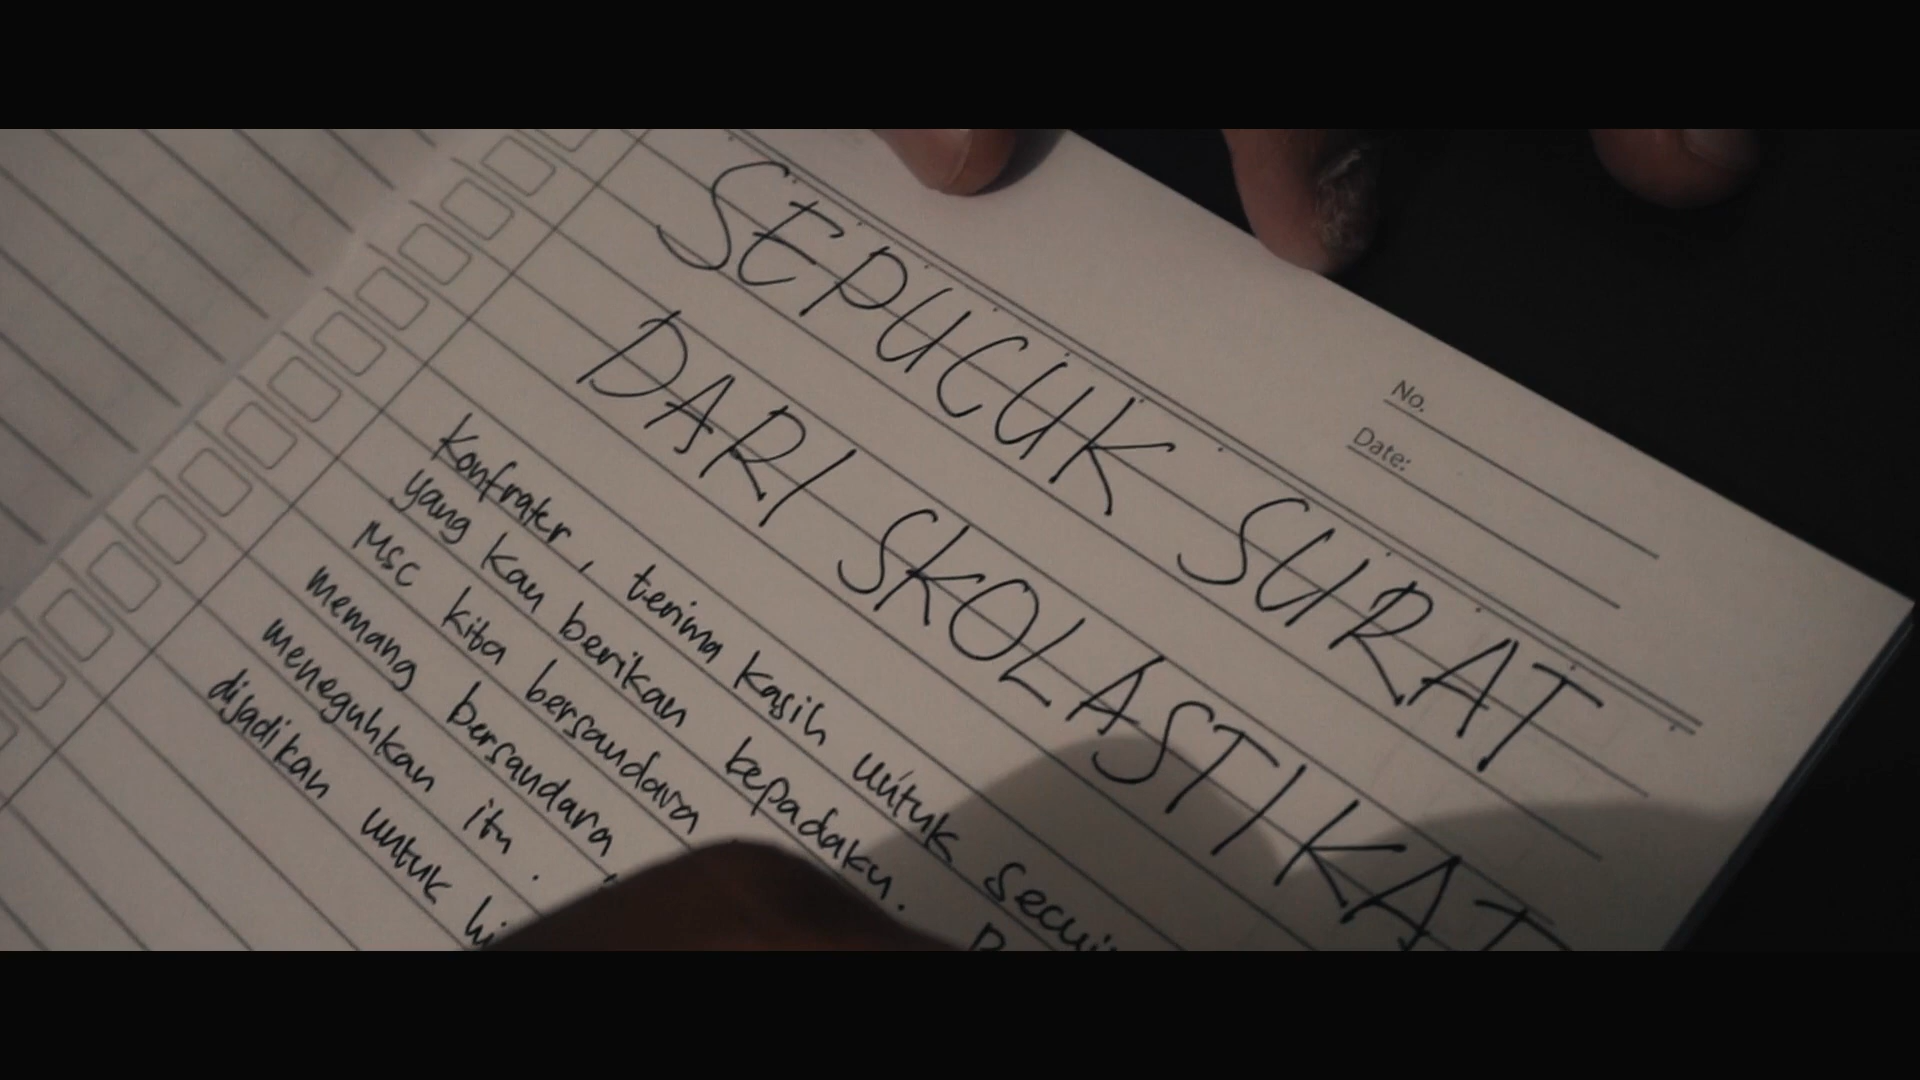 No.
Date:
SEPUCUK SURAT
DARI SKOLASTIKAT
Konfrater, terima kasih untuk
yang kau berikan kepadaku.
Msc kita bersaudara
memang bersaudara,
meneguhkan itu.
dijadikan untuk